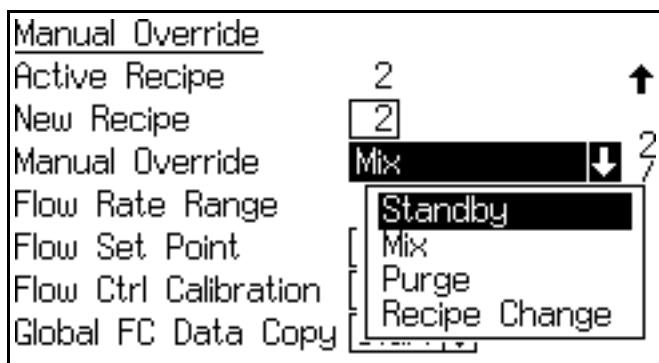 Manual Override
Active Recipe 2
New Recipe 2
Manual Override Mix 2
Flow Rate Range Standby
Flow Set Point Mix
Flow Ctrl Calibration Purge
Recipe Change
Global FC Data Copy